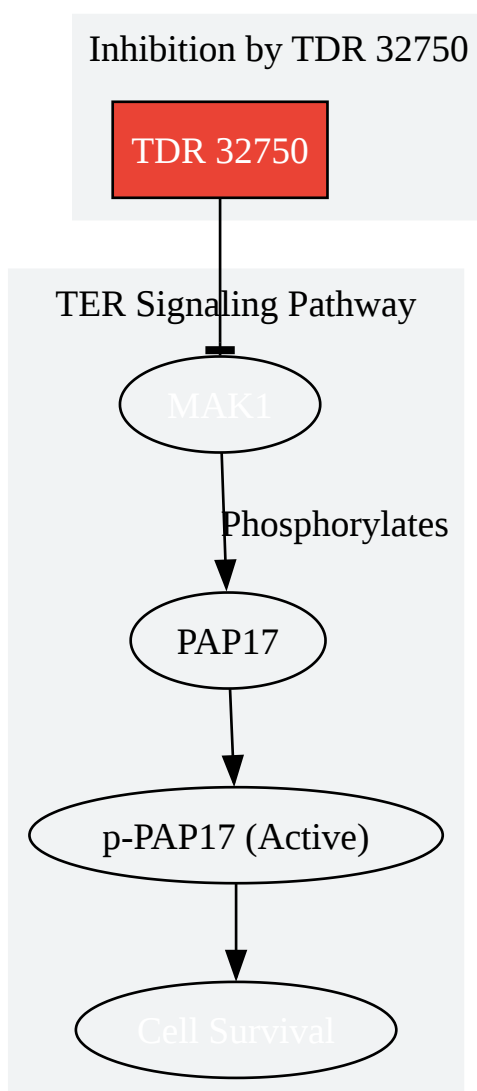 Inhibition by TDR 32750
TDR 32750
TER Signaling Pathway
MAK1
Phosphorylates
PAP17
p-PAP17 (Active)
Cell Survival